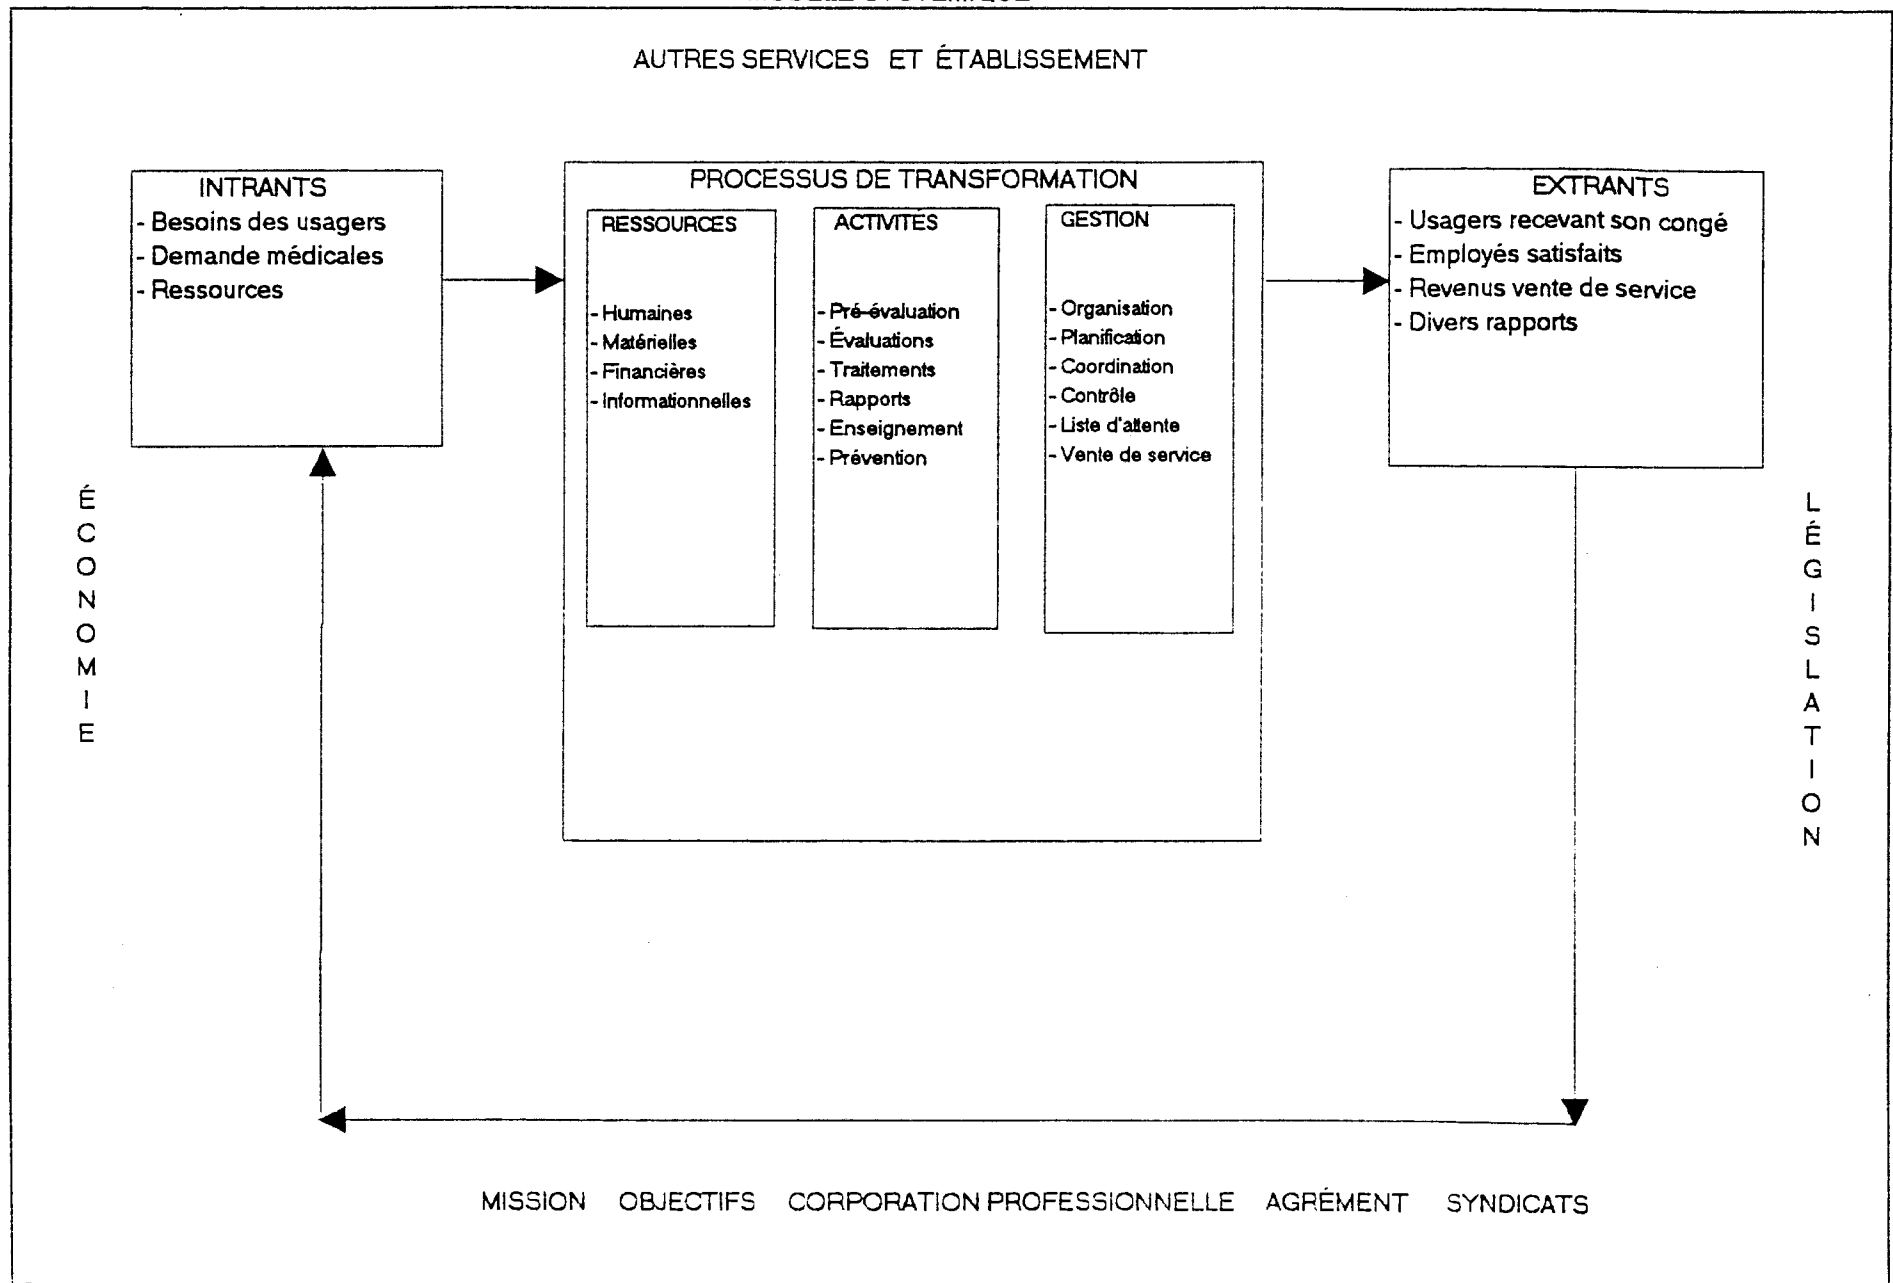 AUTRES SERVICES ET ÉTABLISSEMENT
INTRANTS
- Besoins des usagers
- Demande médicales
- Ressources
PROCESSUS DE TRANSFORMATION
RESSOURCES
- Humaines
- Matérielles
- Financières
- Informationnelles
ACTIVITÉS
- Pré-évaluation
- Évaluations
- Traitements
- Rapports
- Enseignement
- Prévention
GESTION
- Organisation
- Planification
- Coordination
- Contrôle
- Liste d'attente
- Vente de service
EXTRANTS
- Usagers recevant son congé
- Employés satisfaits
- Revenus vente de service
- Divers rapports
ÉCONOMIE
LÉGISLATION
MISSION OBJECTIFS CORPORATION PROFESSIONNELLE AGRÉMENT SYNDICATS